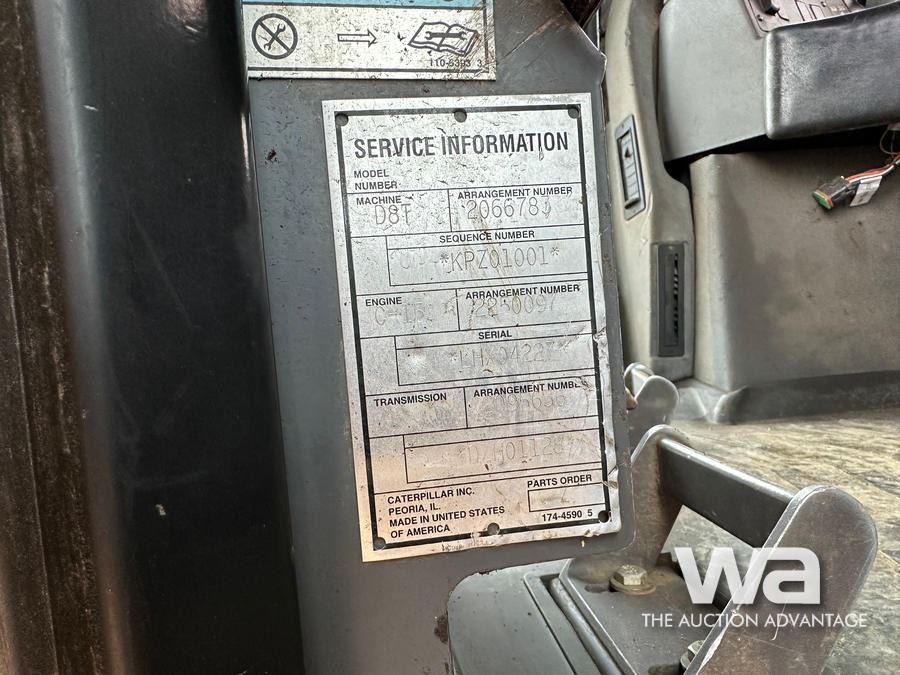 110-5393 3
SERVICE INFORMATION
MODEL
NUMBER
MACHINE ARRANGEMENT NUMBER
D8T 2066783
SEQUENCE NUMBER
*KPZ01001*
ENGINE ARRANGEMENT NUMBER
2250097
SERIAL
TRANSMISSION ARRANGEMENT NUMBER
CATERPILLAR INC.
PEORIA, IL.
MADE IN UNITED STATES
OF AMERICA
PARTS ORDER
174-4590 5
wa
THE AUCTION ADVANTAGE